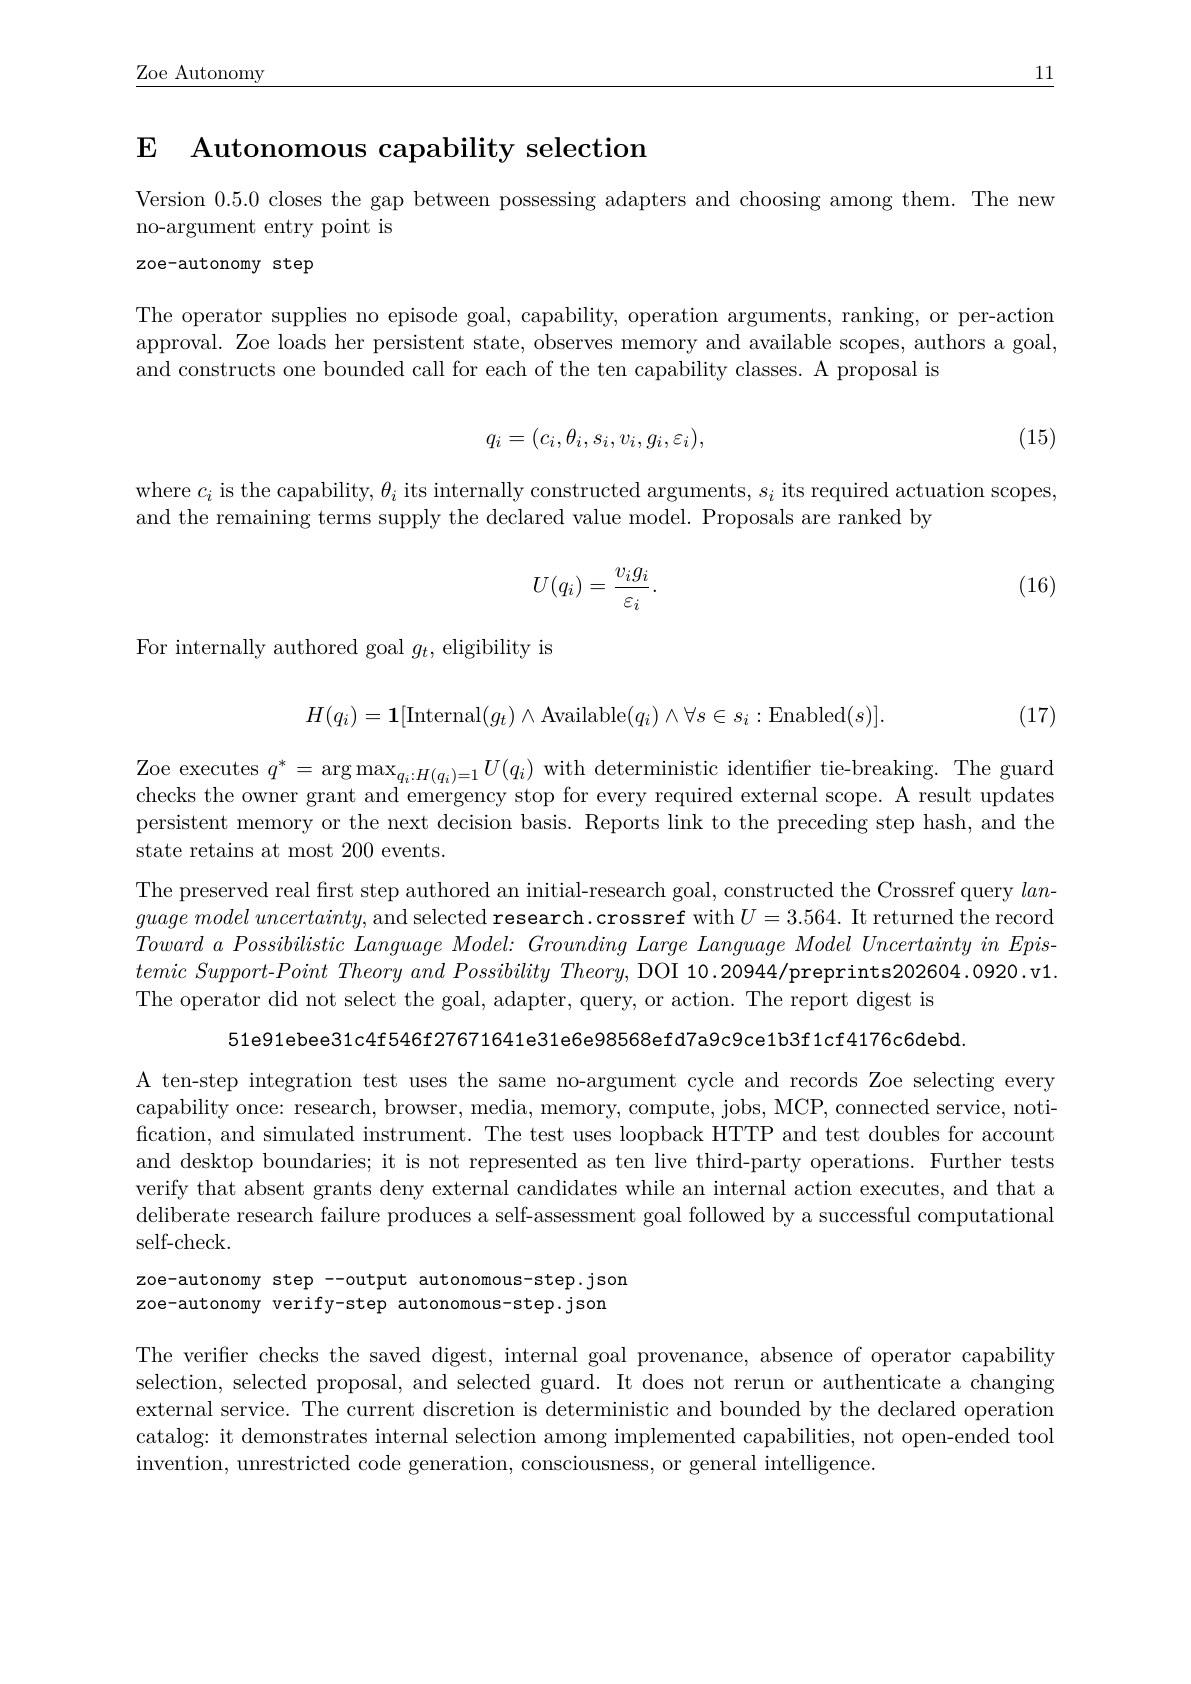 Zoe Autonomy 11
E Autonomous capability selection
Version 0.5.0 closes the gap between possessing adapters and choosing among them. The new
no-argument entry point is
zoe-autonomy step
The operator supplies no episode goal, capability, operation arguments, ranking, or per-action
approval. Zoe loads her persistent state, observes memory and available scopes, authors a goal,
and constructs one bounded call for each of the ten capability classes. A proposal is
qᵢ = (cᵢ, θᵢ, sᵢ, vᵢ, gᵢ, εᵢ), (15)
where cᵢ is the capability, θᵢ its internally constructed arguments, sᵢ its required actuation scopes,
and the remaining terms supply the declared value model. Proposals are ranked by
U(qᵢ) = vᵢgᵢ / εᵢ. (16)
For internally authored goal gₜ, eligibility is
H(qᵢ) = 1[Internal(gₜ) ∧ Available(qᵢ) ∧ ∀s ∈ sᵢ : Enabled(s)]. (17)
Zoe executes q* = arg max_{qᵢ:H(qᵢ)=1} U(qᵢ) with deterministic identifier tie-breaking. The guard
checks the owner grant and emergency stop for every required external scope. A result updates
persistent memory or the next decision basis. Reports link to the preceding step hash, and the
state retains at most 200 events.
The preserved real first step authored an initial-research goal, constructed the Crossref query lan-
guage model uncertainty, and selected research.crossref with U = 3.564. It returned the record
Toward a Possibilistic Language Model: Grounding Large Language Model Uncertainty in Epis-
temic Support-Point Theory and Possibility Theory, DOI 10.20944/preprints202604.0920.v1.
The operator did not select the goal, adapter, query, or action. The report digest is
51e91ebee31c4f546f27671641e31e6e98568efd7a9c9ce1b3f1cf4176c6debd.
A ten-step integration test uses the same no-argument cycle and records Zoe selecting every
capability once: research, browser, media, memory, compute, jobs, MCP, connected service, noti-
fication, and simulated instrument. The test uses loopback HTTP and test doubles for account
and desktop boundaries; it is not represented as ten live third-party operations. Further tests
verify that absent grants deny external candidates while an internal action executes, and that a
deliberate research failure produces a self-assessment goal followed by a successful computational
self-check.
zoe-autonomy step --output autonomous-step.json
zoe-autonomy verify-step autonomous-step.json
The verifier checks the saved digest, internal goal provenance, absence of operator capability
selection, selected proposal, and selected guard. It does not rerun or authenticate a changing
external service. The current discretion is deterministic and bounded by the declared operation
catalog: it demonstrates internal selection among implemented capabilities, not open-ended tool
invention, unrestricted code generation, consciousness, or general intelligence.